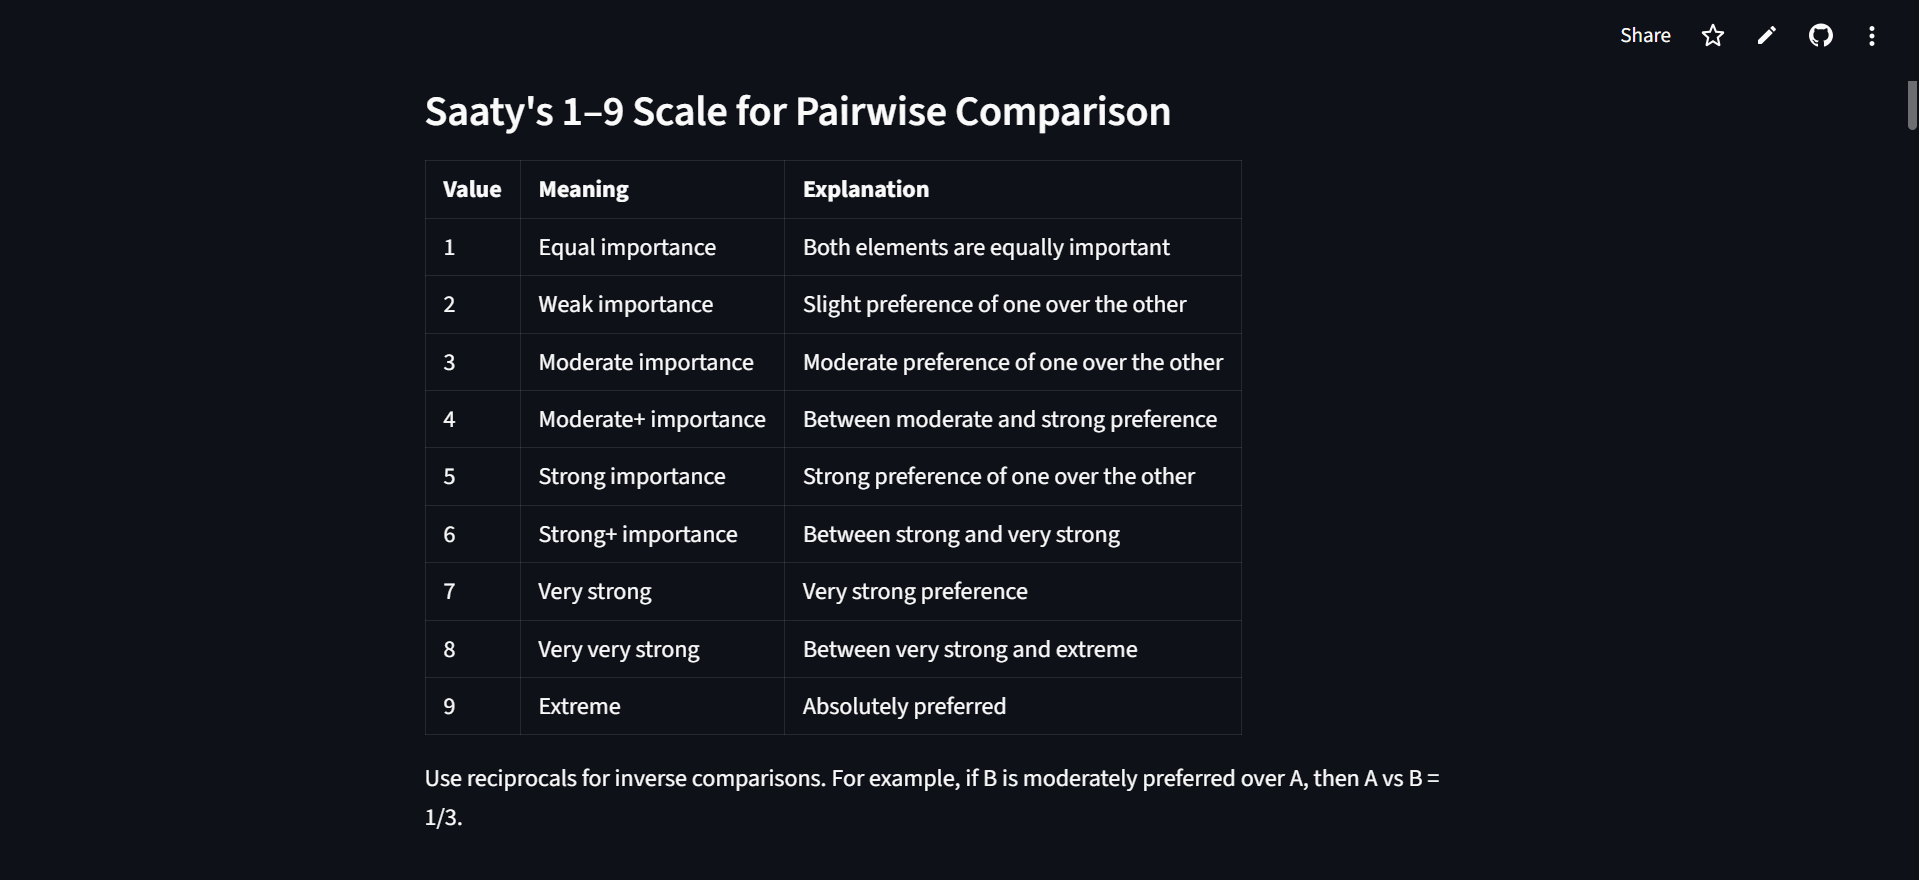 Share
Saaty's 1–9 Scale for Pairwise Comparison
Value Meaning Explanation
1 Equal importance Both elements are equally important
2 Weak importance Slight preference of one over the other
3 Moderate importance Moderate preference of one over the other
4 Moderate+ importance Between moderate and strong preference
5 Strong importance Strong preference of one over the other
6 Strong+ importance Between strong and very strong
7 Very strong Very strong preference
8 Very very strong Between very strong and extreme
9 Extreme Absolutely preferred
Use reciprocals for inverse comparisons. For example, if B is moderately preferred over A, then A vs B =
1/3.